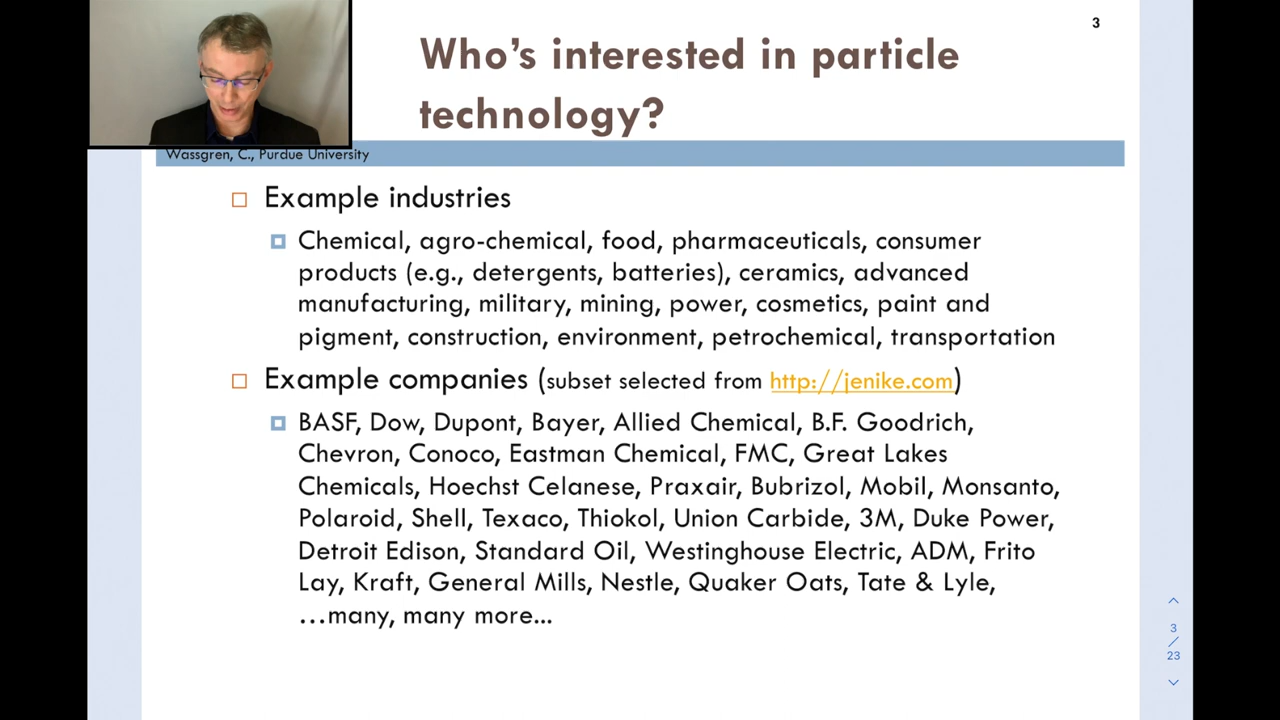 3
Who's interested in particle
technology?
Wassgren, C., Purdue University
Example industries
Chemical, agro-chemical, food, pharmaceuticals, consumer
products (e.g., detergents, batteries), ceramics, advanced
manufacturing, military, mining, power, cosmetics, paint and
pigment, construction, environment, petrochemical, transportation
Example companies (subset selected from http://jenike.com)
BASF, Dow, Dupont, Bayer, Allied Chemical, B.F. Goodrich,
Chevron, Conoco, Eastman Chemical, FMC, Great Lakes
Chemicals, Hoechst Celanese, Praxair, Bubrizol, Mobil, Monsanto,
Polaroid, Shell, Texaco, Thiokol, Union Carbide, 3M, Duke Power,
Detroit Edison, Standard Oil, Westinghouse Electric, ADM, Frito
Lay, Kraft, General Mills, Nestle, Quaker Oats, Tate & Lyle,
...many, many more...
3
/
23